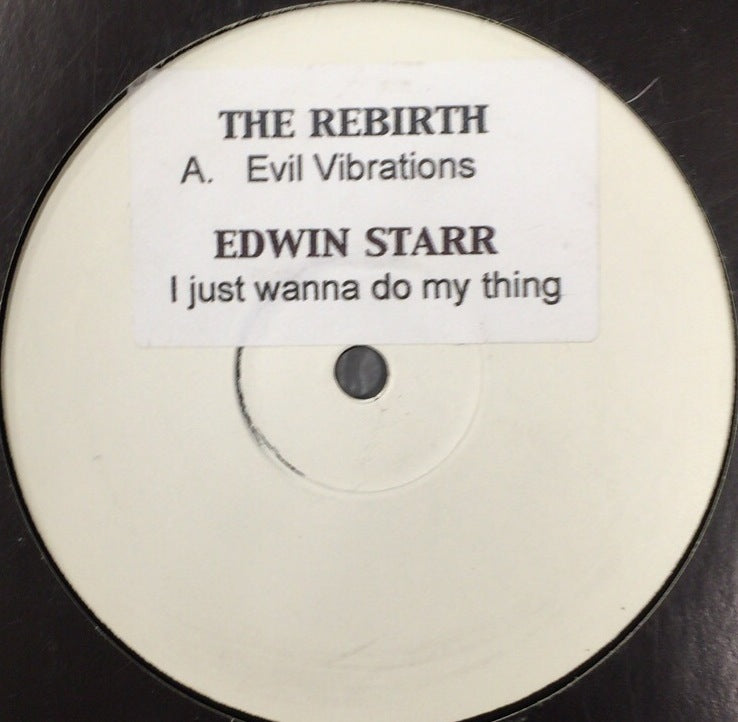 THE REBIRTH
A. Evil Vibrations
EDWIN STARR
I just wanna do my thing